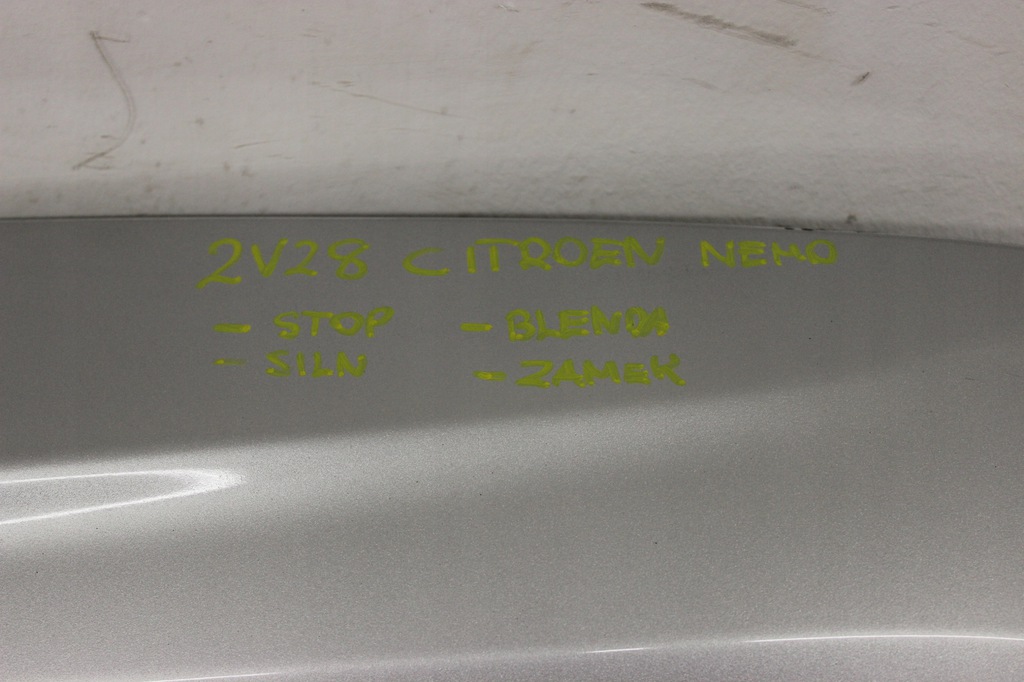 2V28 CITROEN NEMO
- STOP - BLENDA
- SILN - ZAMEK